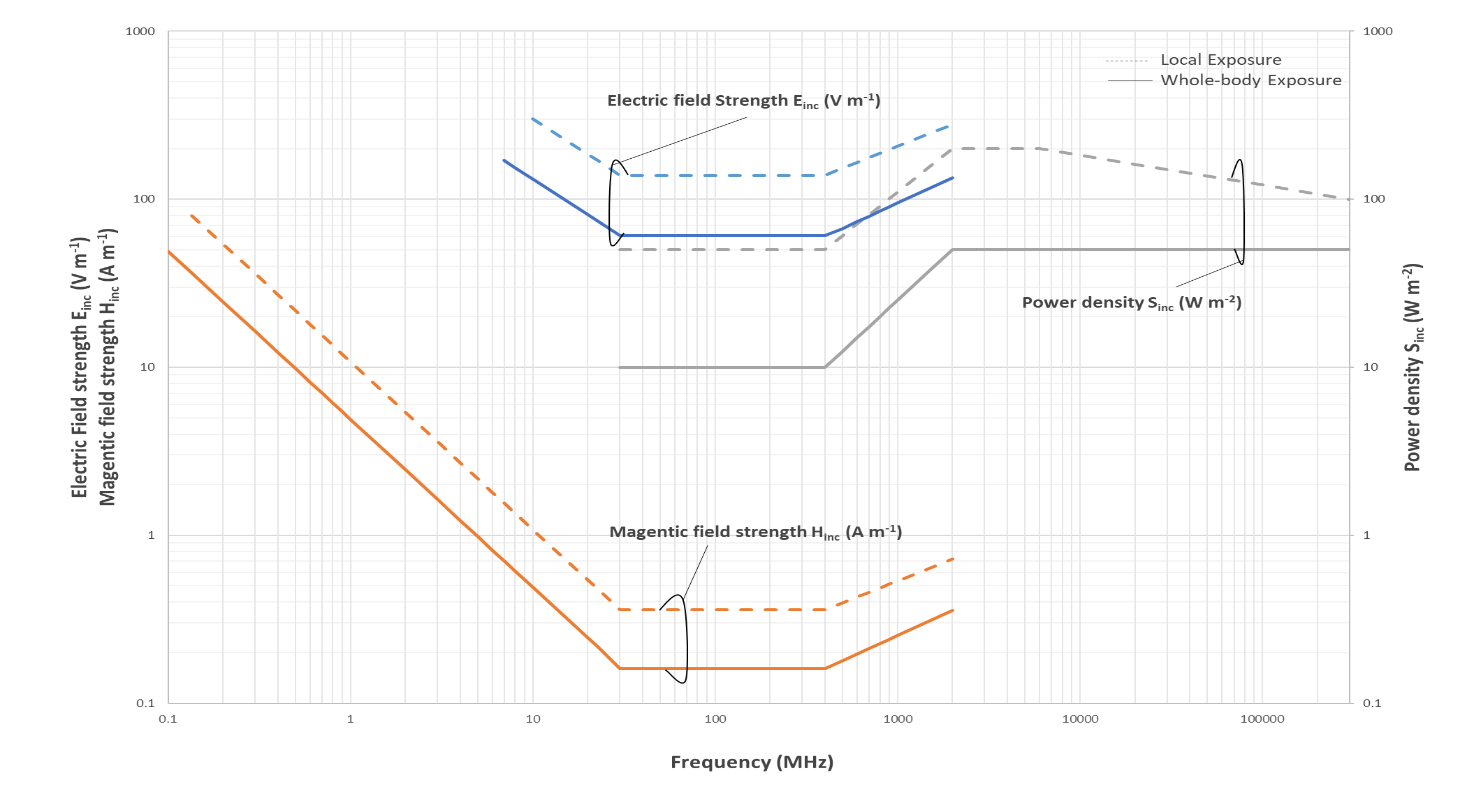 1000
100
10
1
0.1
Electric Field strength Einc (V m-1)
Magentic field strength Hinc (A m-1)
Local Exposure
Whole-body Exposure
Electric field Strength Einc (V m-1)
Power density Sinc (W m-2)
Magentic field strength Hinc (A m-1)
1000
100
10
1
0.1
Power density Sinc (W m-2)
0.1 1 10 100 1000 10000 100000
Frequency (MHz)